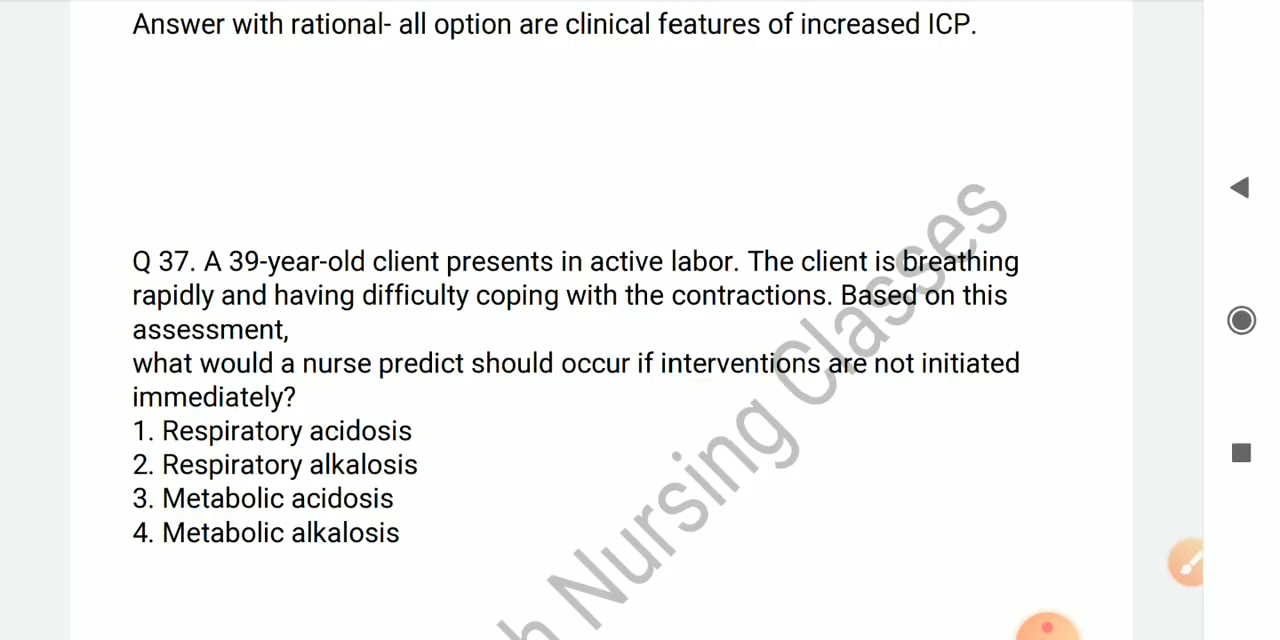 Answer with rational- all option are clinical features of increased ICP.
Q 37. A 39-year-old client presents in active labor. The client is breathing
rapidly and having difficulty coping with the contractions. Based on this
assessment,
what would a nurse predict should occur if interventions are not initiated
immediately?
1. Respiratory acidosis
2. Respiratory alkalosis
3. Metabolic acidosis
4. Metabolic alkalosis
Nursing Classes